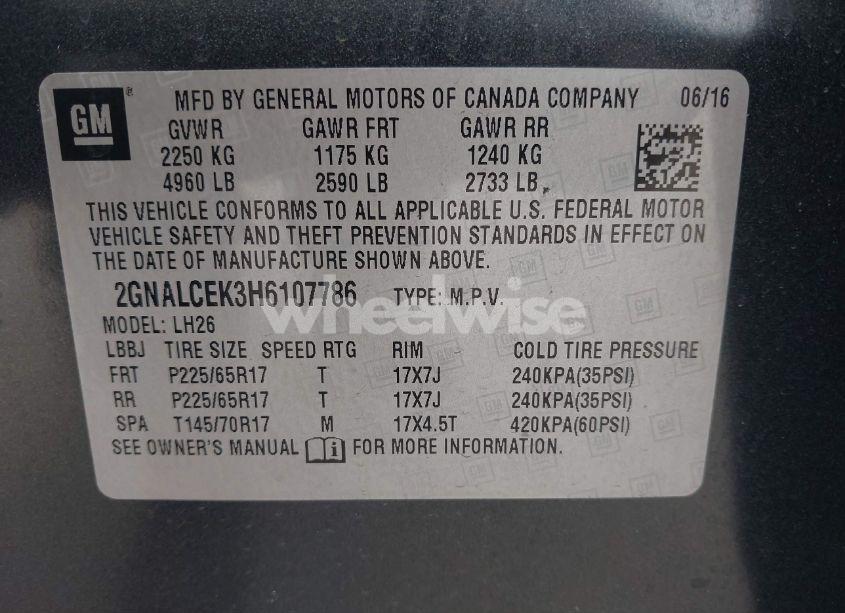 GM ® MFD BY GENERAL MOTORS OF CANADA COMPANY 06/16
GVWR GAWR FRT GAWR RR
2250 KG 1175 KG 1240 KG
4960 LB 2590 LB 2733 LB
THIS VEHICLE CONFORMS TO ALL APPLICABLE U.S. FEDERAL MOTOR
VEHICLE SAFETY AND THEFT PREVENTION STANDARDS IN EFFECT ON
THE DATE OF MANUFACTURE SHOWN ABOVE.
2GNALCEK3H6107786 TYPE: M.P.V.
wheelwise
MODEL: LH26
LBBJ TIRE SIZE SPEED RTG RIM COLD TIRE PRESSURE
FRT P225/65R17 T 17X7J 240KPA(35PSI)
RR P225/65R17 T 17X7J 240KPA(35PSI)
SPA T145/70R17 M 17X4.5T 420KPA(60PSI)
SEE OWNER'S MANUAL FOR MORE INFORMATION.